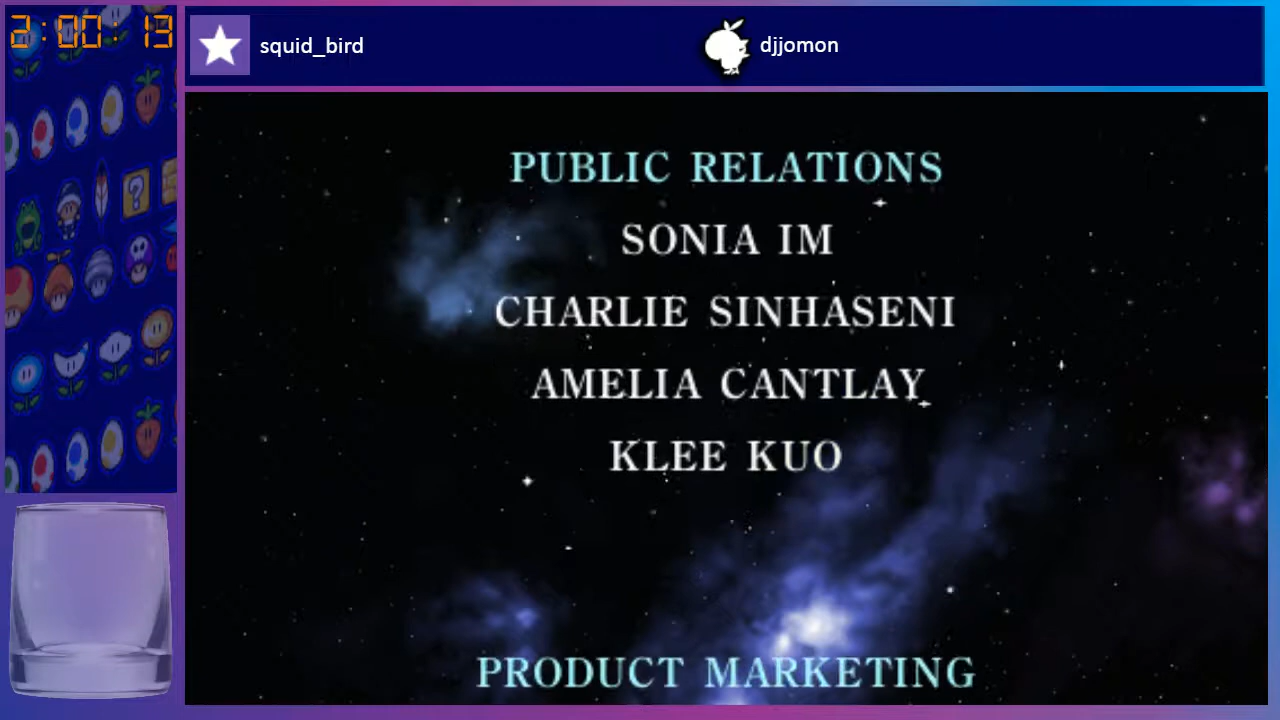 2:00:13
squid_bird
djjomon
PUBLIC RELATIONS
SONIA IM
CHARLIE SINHASENI
AMELIA CANTLAY
KLEE KUO
PRODUCT MARKETING